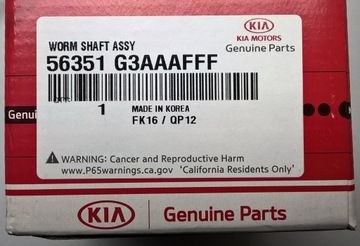 KIA
KIA MOTORS
Genuine Parts
WORM SHAFT ASSY
56351 G3AAAFFF
Genui
1
MADE IN KOREA
FK16 / QP12
WARNING: Cancer and Reproductive Harm
www.P65warnings.ca.gov 'California Residents Only'
KIA
Genuine Parts